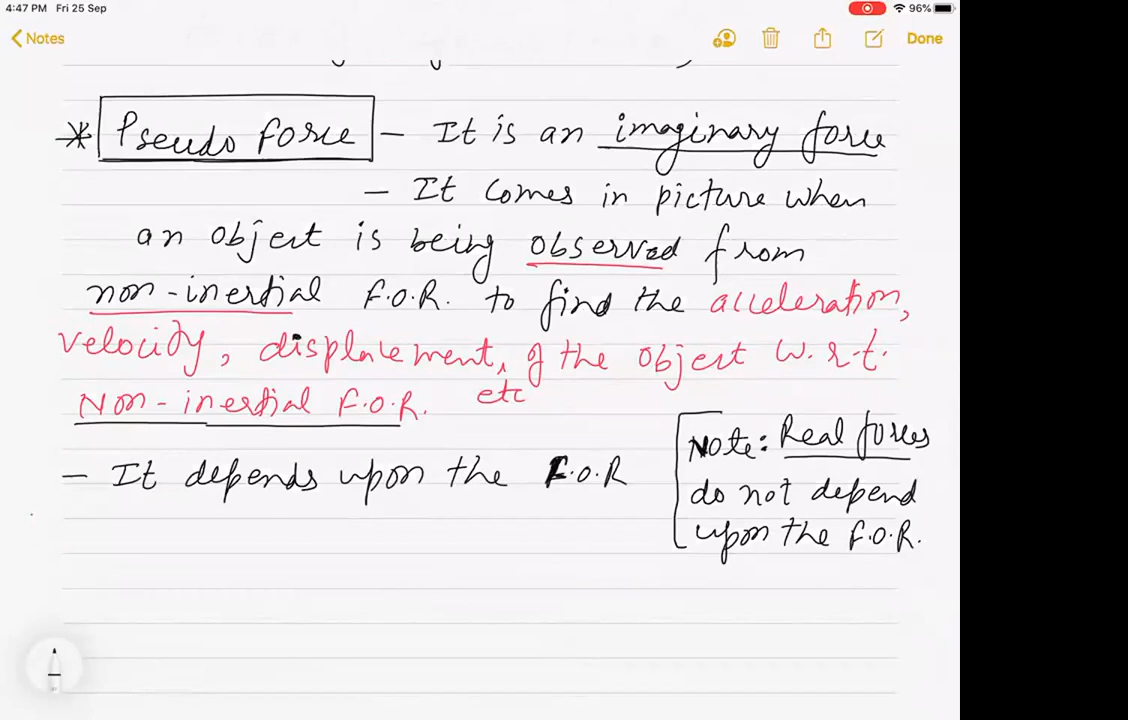 4:47 PM Fri 25 Sep
96%
Notes
Done
* Pseudo force - It is an imaginary force
- It comes in picture when
an object is being observed from
non-inertial F.O.R. to find the acceleration,
velocity, displacement, of the object w.r.t.
Non-inertial F.O.R. etc
- It depends upon the F.O.R
Note: Real forces
do not depend
upon the F.O.R.